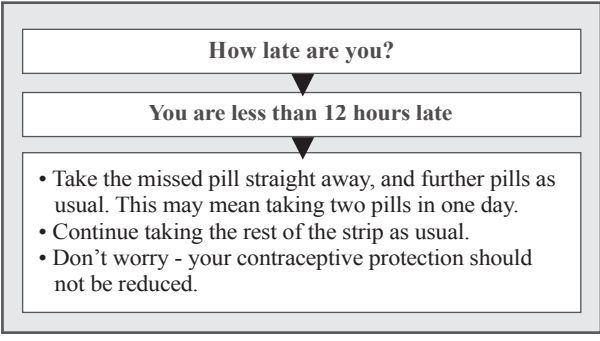 How late are you?
You are less than 12 hours late
• Take the missed pill straight away, and further pills as
usual. This may mean taking two pills in one day.
• Continue taking the rest of the strip as usual.
• Don’t worry - your contraceptive protection should
not be reduced.